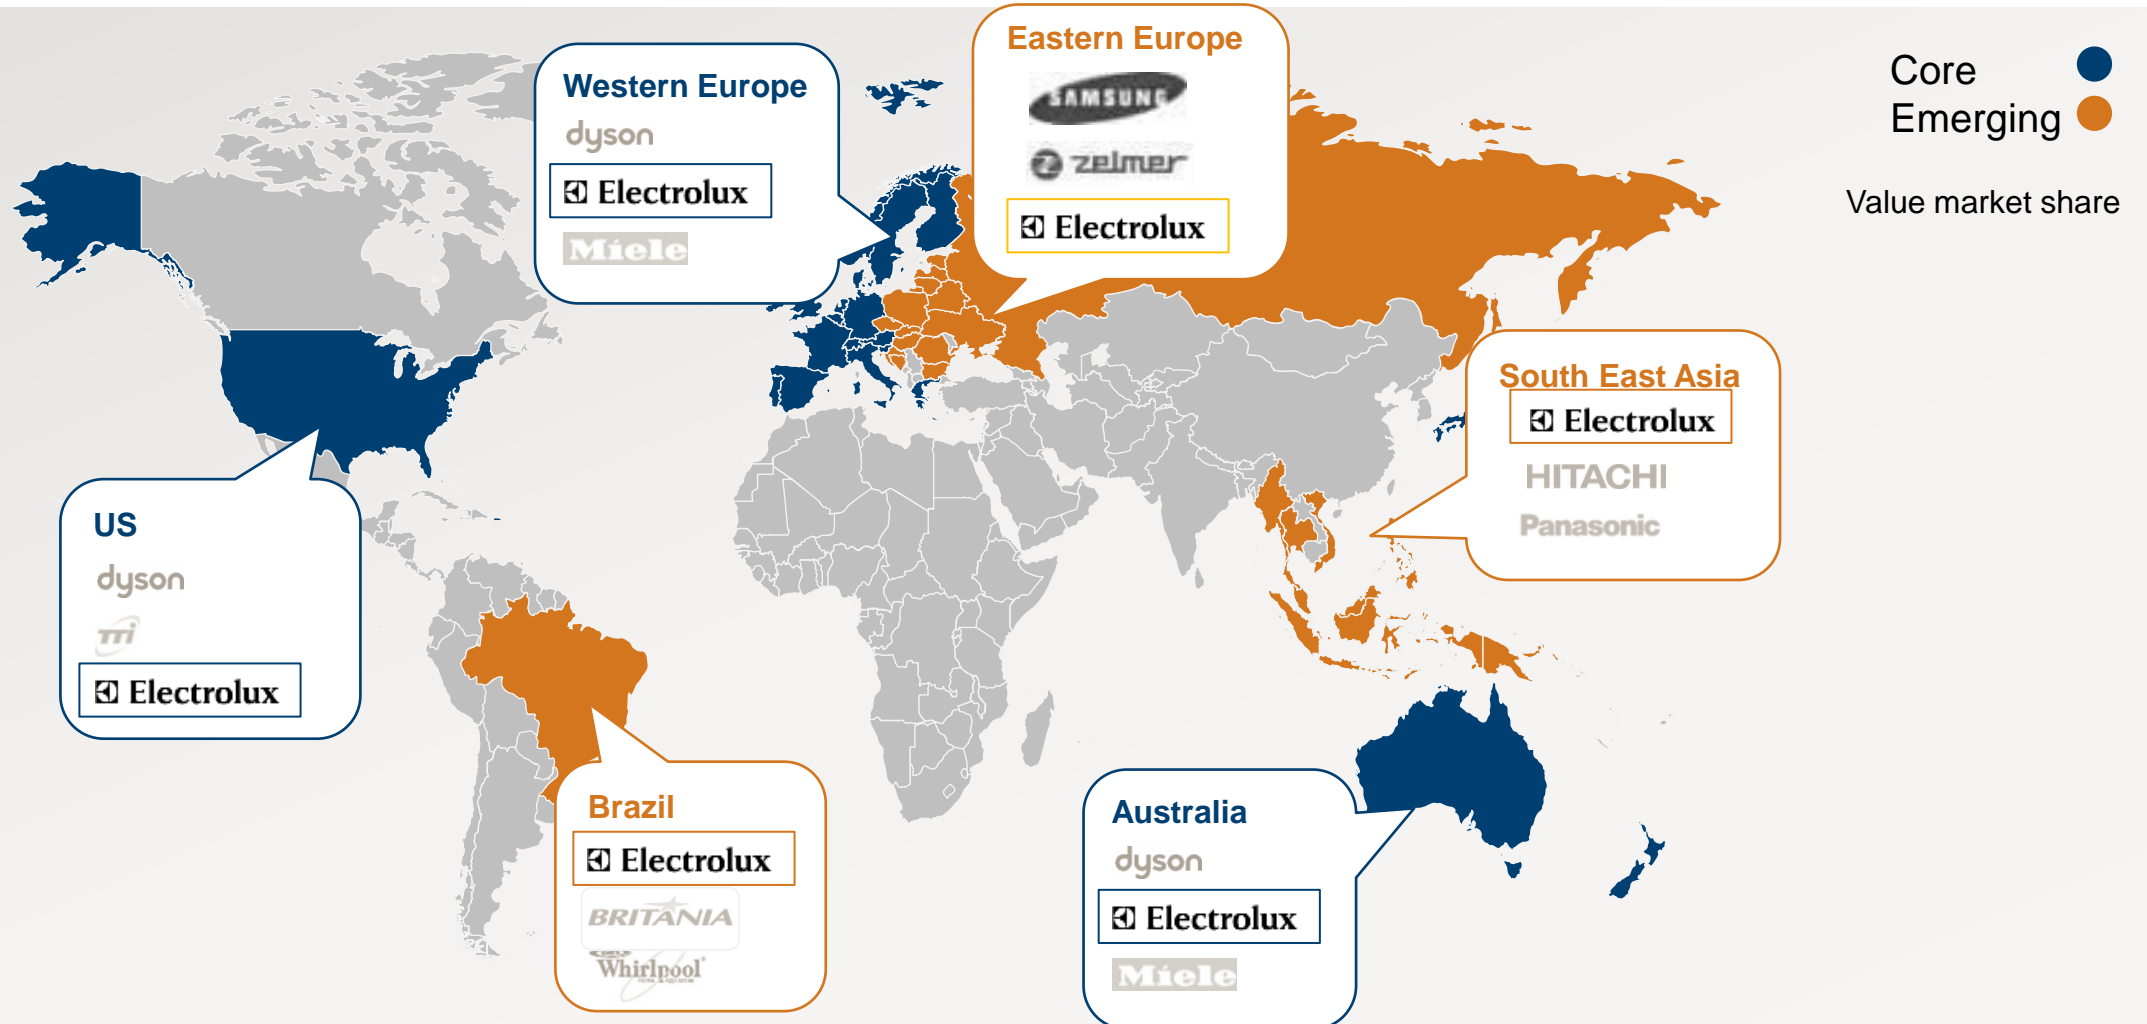 Eastern Europe
SAMSUNG
zelmer
Electrolux
Western Europe
dyson
Electrolux
Miele
Core
Emerging
Value market share
South East Asia
Electrolux
HITACHI
Panasonic
US
dyson
TTi
Electrolux
Brazil
Electrolux
BRITANIA
Whirlpool
Australia
dyson
Electrolux
Miele